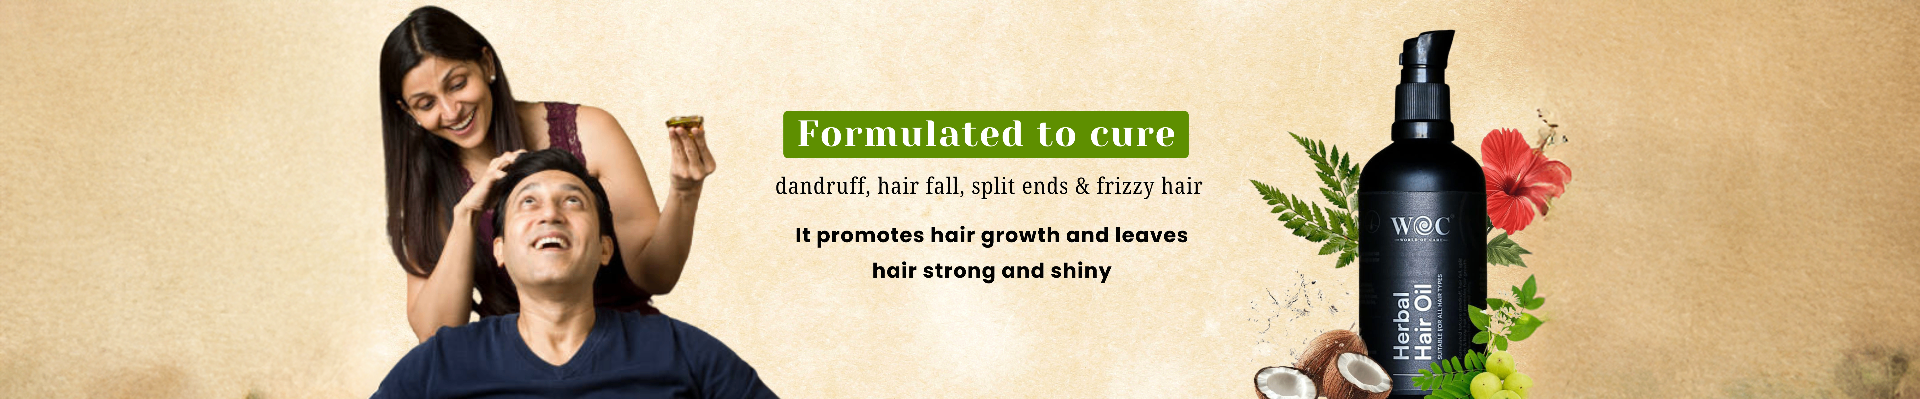 Formulated to cure
dandruff, hair fall, split ends & frizzy hair
It promotes hair growth and leaves
hair strong and shiny
WOC
WORLD OF CARE
Herbal
Hair Oil
SUITABLE FOR ALL HAIR TYPES